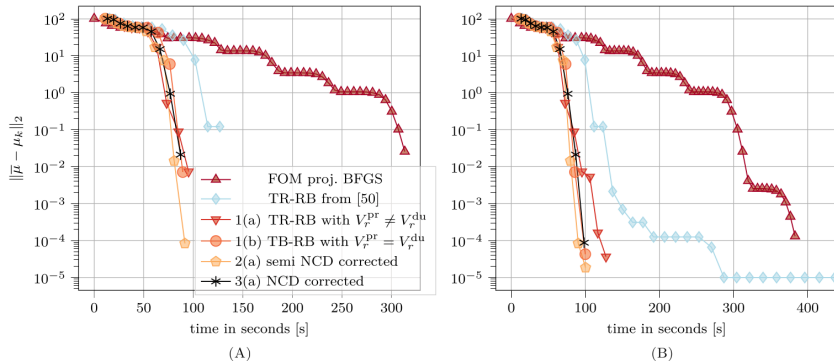 (A)
(B)
10^2
10^1
10^0
10^−1
10^−2
10^−3
10^−4
10^−5
‖μ̅ − μ_k‖_2
0 50 100 150 200 250 300
time in seconds [s]
(A)
FOM proj. BFGS
TR-RB from [50]
1(a) TR-RB with V_r^pr ≠ V_r^du
1(b) TB-RB with V_r^pr = V_r^du
2(a) semi NCD corrected
3(a) NCD corrected
10^2
10^1
10^0
10^−1
10^−2
10^−3
10^−4
10^−5
0 100 200 300 400
time in seconds [s]
(B)